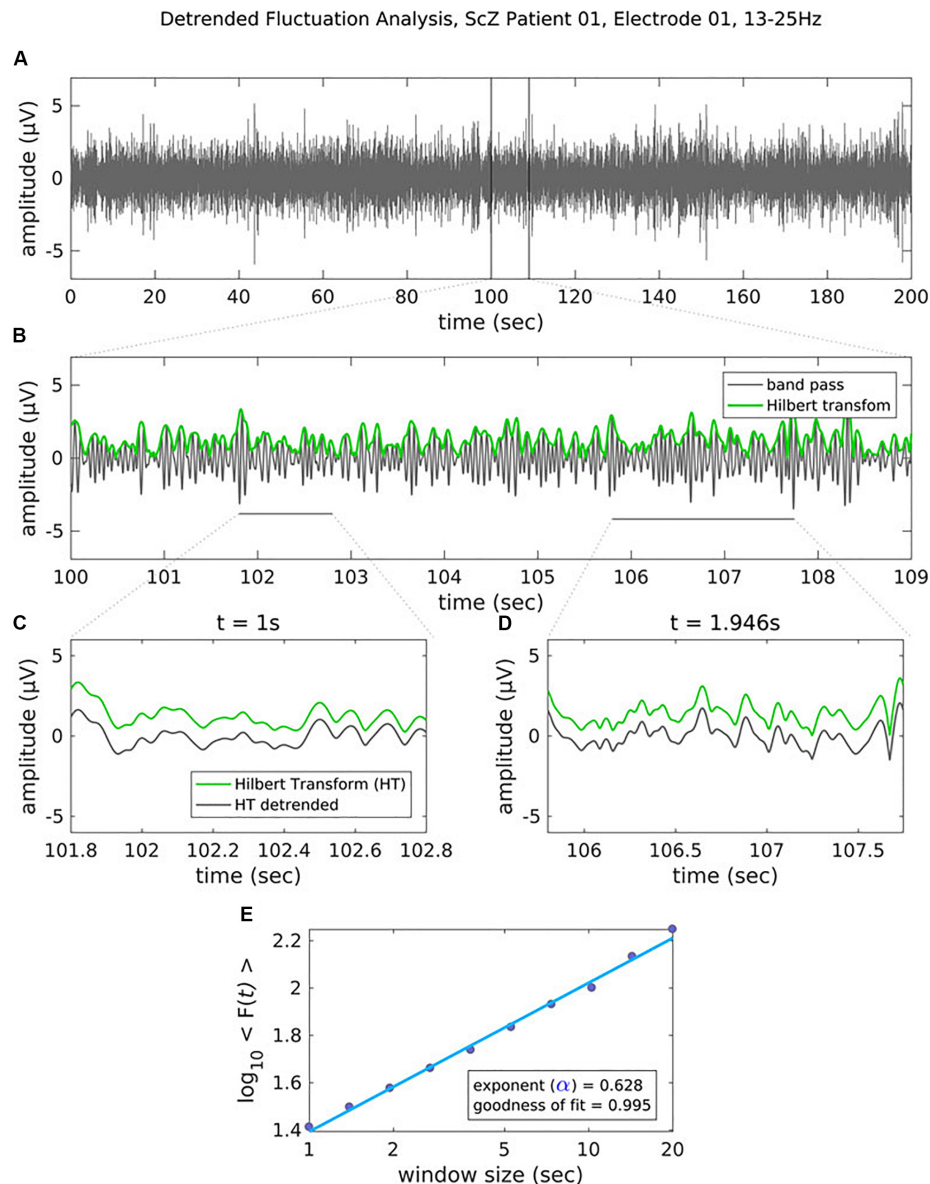 Detrended Fluctuation Analysis, ScZ Patient 01, Electrode 01, 13-25Hz
A
amplitude (µV)
5
0
-5
0 20 40 60 80 100 120 140 160 180 200
time (sec)
B
amplitude (µV)
5
0
-5
band pass
Hilbert transfom
100 101 102 103 104 105 106 107 108 109
time (sec)
C
t = 1s
amplitude (µV)
5
0
-5
Hilbert Transform (HT)
HT detrended
101.8 102 102.2 102.4 102.6 102.8
time (sec)
D
t = 1.946s
amplitude (µV)
5
0
-5
106 106.5 107 107.5
time (sec)
E
log10 < F(t) >
2.2
2
1.8
1.6
1.4
exponent (α) = 0.628
goodness of fit = 0.995
1 2 5 10 20
window size (sec)